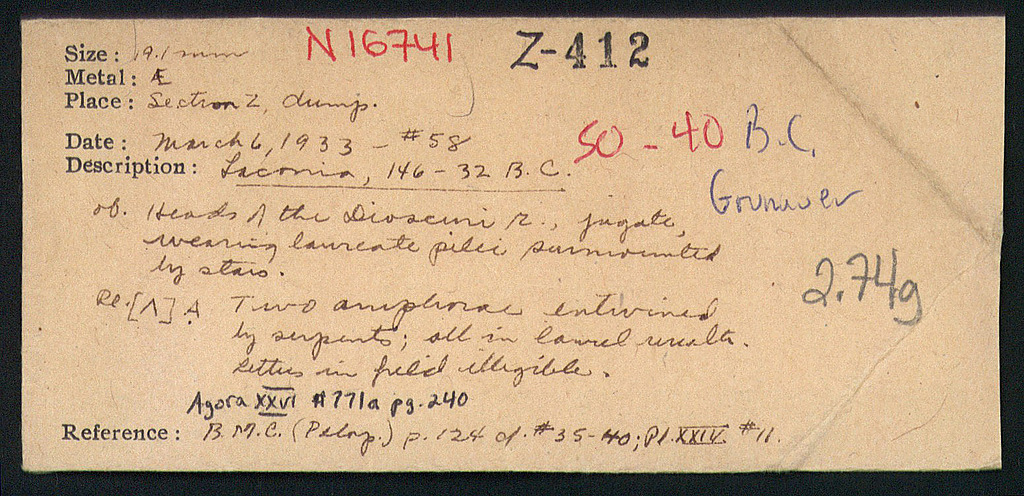 Size: 19.1 mm
N16741
Z-412
Metal: Æ
Place: Section Z, dump.
Date: March 6, 1933 - #58
50 - 40 B.C.
Description: Laconia, 146-32 B.C.
Grunauer
ob. Heads of the Dioscuri r., jugate,
wearing laureate pilei surmounted
by stars.
2.74g
Re. [Λ] A Two amphorae entwined
by serpents; all in laurel wreath.
Letters in field illegible.
Agora XXVI #771a pg. 240
Reference: B.M.C. (Pelop.) p. 124 cf. #35-40; Pl. XXIV. #11.